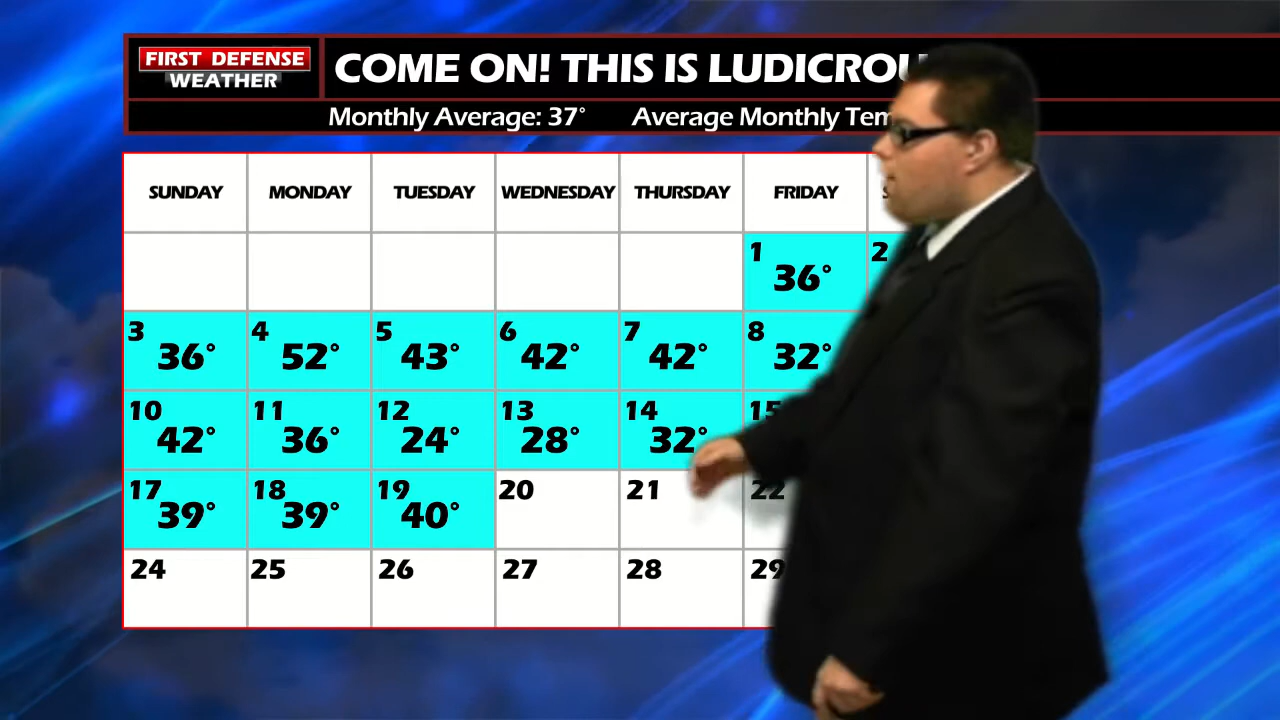 FIRST DEFENSE
WEATHER
COME ON! THIS IS
Monthly Average: 37° Average Monthly
SUNDAY MONDAY TUESDAY WEDNESDAY THURSDAY FRIDAY
1 2
36°
3 4 5 6 7 8
36° 52° 43° 42° 42° 32°
10 11 12 13 14 15
42° 36° 24° 28° 32°
17 18 19 20 21 22
39° 39° 40°
24 25 26 27 28 29